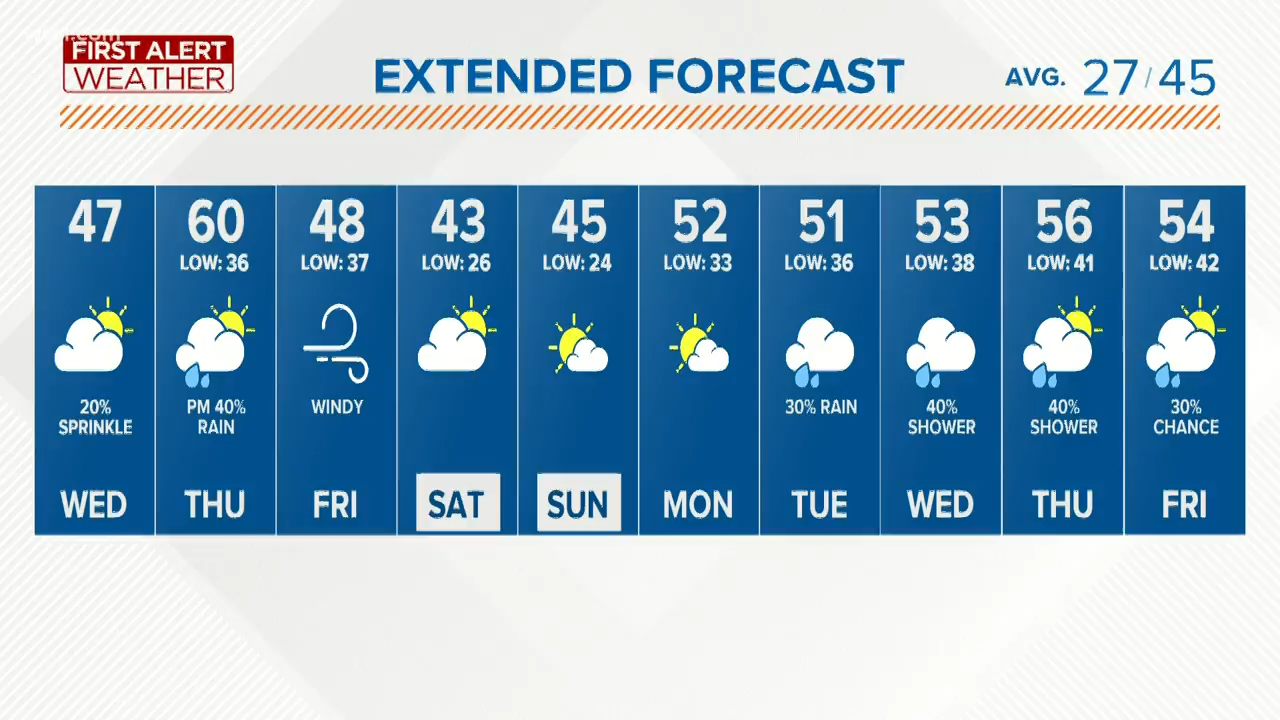 FIRST ALERT
WEATHER
EXTENDED FORECAST
AVG. 27/45
47
20%
SPRINKLE
WED
60
LOW: 36
PM 40%
RAIN
THU
48
LOW: 37
WINDY
FRI
43
LOW: 26
SAT
45
LOW: 24
SUN
52
LOW: 33
MON
51
LOW: 36
30% RAIN
TUE
53
LOW: 38
40%
SHOWER
WED
56
LOW: 41
40%
SHOWER
THU
54
LOW: 42
30%
CHANCE
FRI